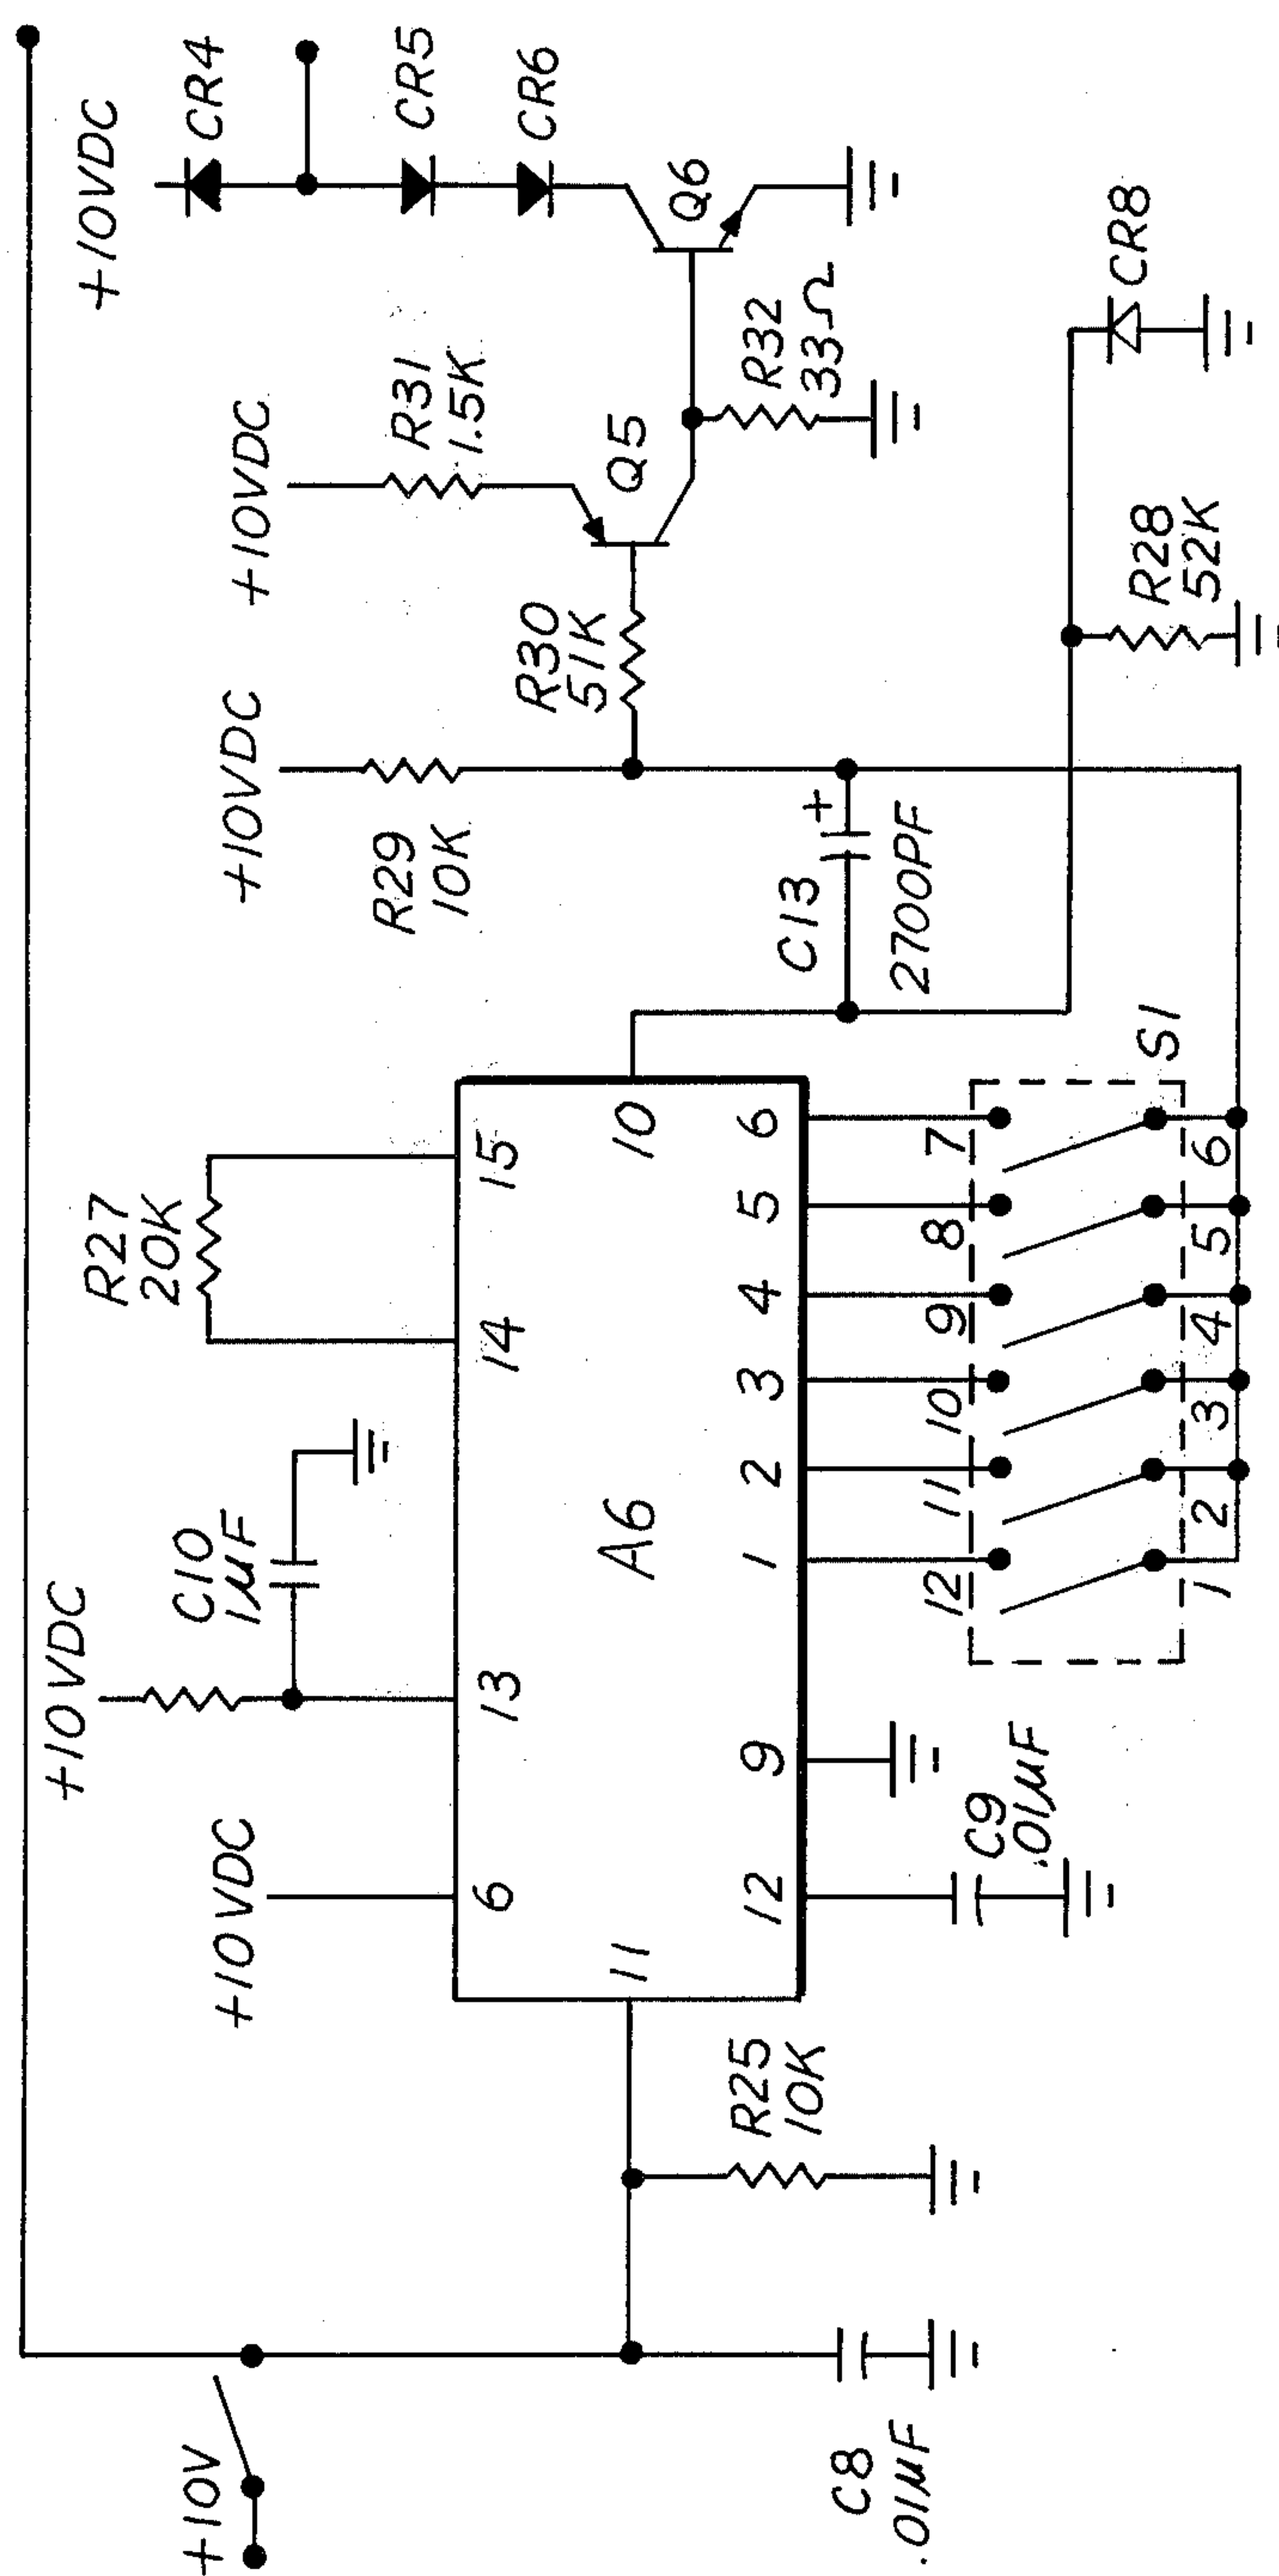 +10V
C8
.01µF
R25
10K
+10VDC
+10VDC
C10
1µF
R27
20K
6
13
14
15
11
A6
10
12
9
1
2
3
4
5
6
C9
.01µF
12
11
10
9
8
7
1
2
3
4
5
6
S1
+10VDC
R29
10K
C13
+
2700PF
R30
51K
+10VDC
R31
1.5K
Q5
R32
33Ω
R28
52K
CR8
+10VDC
CR4
CR5
CR6
Q6